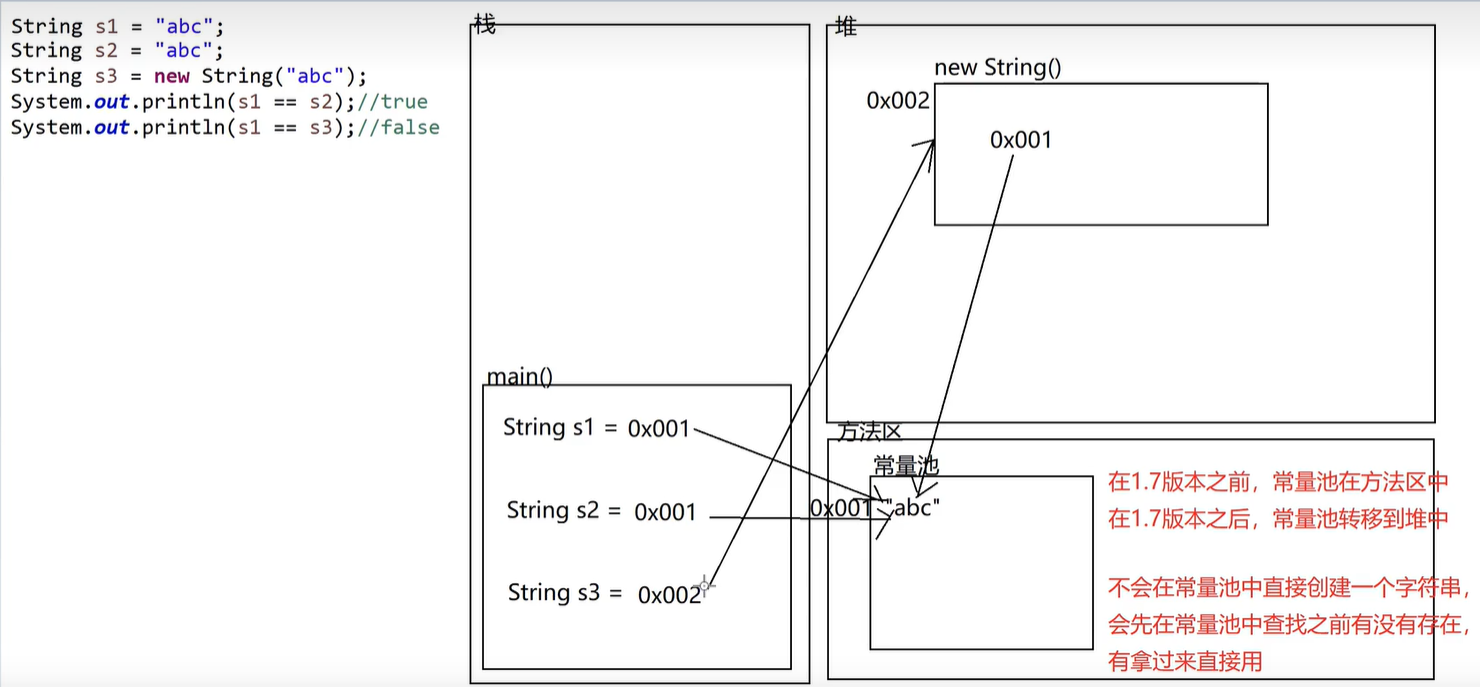 String s1 = "abc";
String s2 = "abc";
String s3 = new String("abc");
System.out.println(s1 == s2);//true
System.out.println(s1 == s3);//false
栈
main()
String s1 = 0x001
String s2 = 0x001
String s3 = 0x002
堆
new String()
0x002
0x001
方法区
常量池
0x001 "abc"
在1.7版本之前，常量池在方法区中
在1.7版本之后，常量池转移到堆中
不会在常量池中直接创建一个字符串，
会先在常量池中查找之前有没有存在，
有拿过来直接用